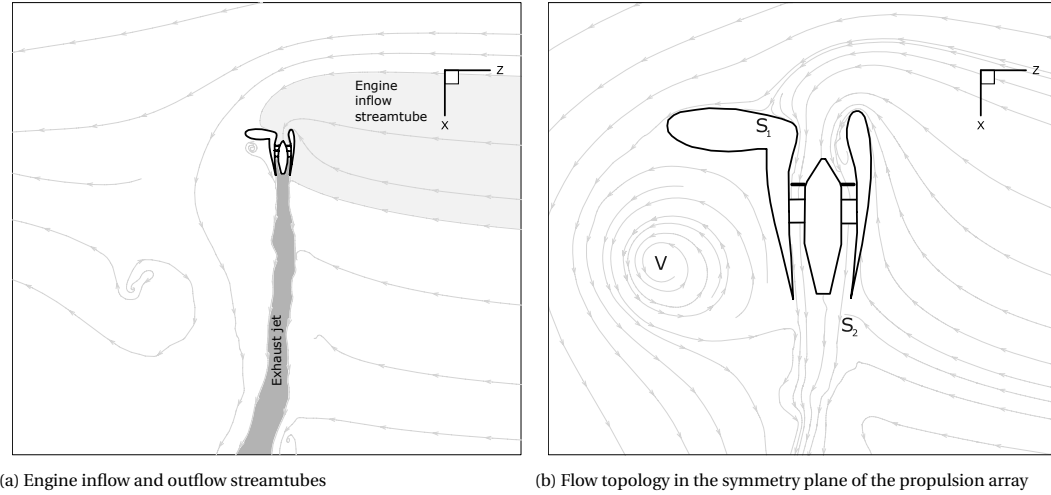 Engine
inflow
streamtube
Z
X
Exhaust jet
(a) Engine inflow and outflow streamtubes
Z
X
S1
V
S2
(b) Flow topology in the symmetry plane of the propulsion array